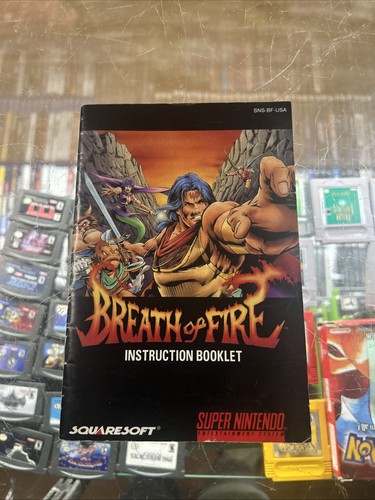 SNS-BF-USA
BREATH of FIRE
INSTRUCTION BOOKLET
SQUARESOFT®
SUPER NINTENDO
ENTERTAINMENT SYSTEM